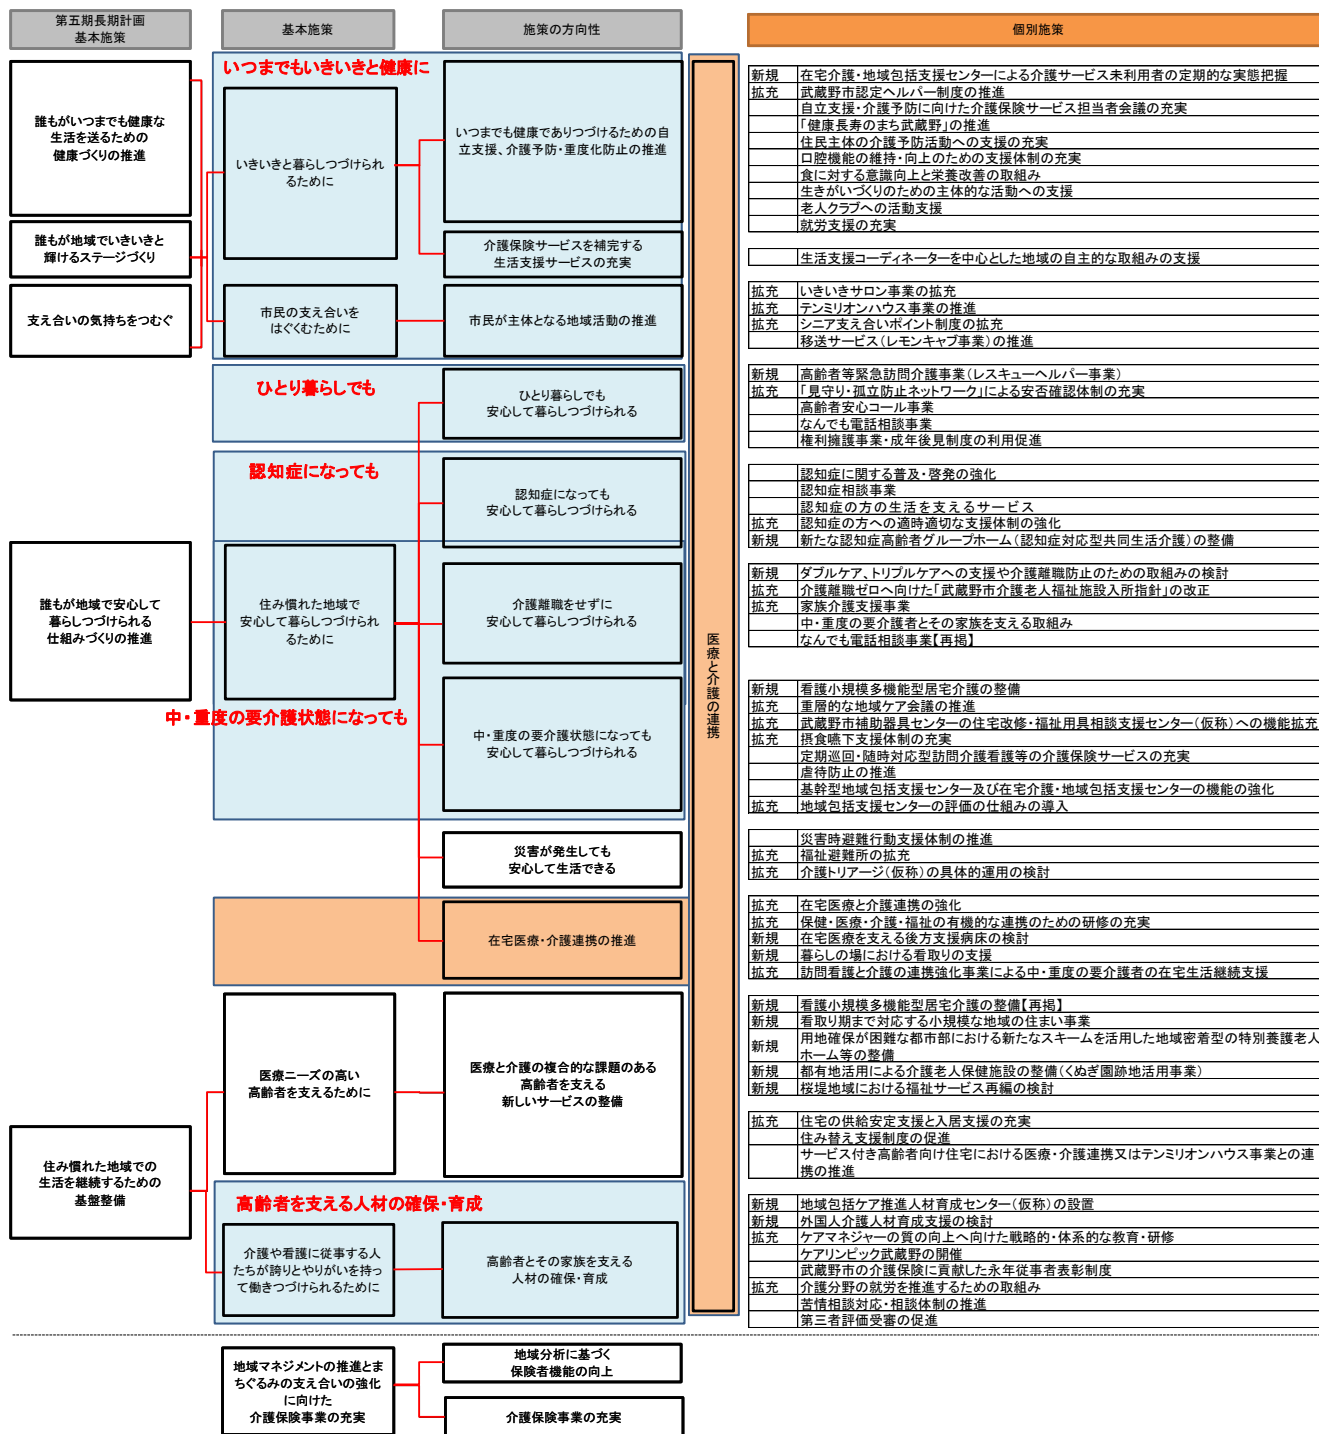 第五期長期計画
基本施策
基本施策
施策の方向性
個別施策
いつまでもいきいきと健康に
誰もがいつまでも健康な
生活を送るための
健康づくりの推進
誰もが地域でいきいきと
輝けるステージづくり
支え合いの気持ちをつむぐ
いきいきと暮らしつづけられ
るために
市民の支え合いを
はぐくむために
いつまでも健康でありつづけるための自
立支援、介護予防・重度化防止の推進
介護保険サービスを補完する
生活支援サービスの充実
市民が主体となる地域活動の推進
新規 在宅介護・地域包括支援センターによる介護サービス未利用者の定期的な実態把握
拡充 武蔵野市認定ヘルパー制度の推進
自立支援・介護予防に向けた介護保険サービス担当者会議の充実
「健康長寿のまち武蔵野」の推進
住民主体の介護予防活動への支援の充実
口腔機能の維持・向上のための支援体制の充実
食に対する意識向上と栄養改善の取組み
生きがいづくりのための主体的な活動への支援
老人クラブへの活動支援
就労支援の充実
生活支援コーディネーターを中心とした地域の自主的な取組みの支援
拡充 いきいきサロン事業の拡充
拡充 テンミリオンハウス事業の推進
拡充 シニア支え合いポイント制度の拡充
移送サービス(レモンキャブ事業)の推進
ひとり暮らしでも
ひとり暮らしでも
安心して暮らしつづけられる
新規 高齢者等緊急訪問介護事業(レスキューヘルパー事業)
拡充 「見守り・孤立防止ネットワーク」による安否確認体制の充実
高齢者安心コール事業
なんでも電話相談事業
権利擁護事業・成年後見制度の利用促進
認知症になっても
認知症になっても
安心して暮らしつづけられる
認知症に関する普及・啓発の強化
認知症相談事業
認知症の方の生活を支えるサービス
拡充 認知症の方への適時適切な支援体制の強化
新規 新たな認知症高齢者グループホーム(認知症対応型共同生活介護)の整備
誰もが地域で安心して
暮らしつづけられる
仕組みづくりの推進
住み慣れた地域で
安心して暮らしつづけられ
るために
介護離職をせずに
安心して暮らしつづけられる
新規 ダブルケア、トリプルケアへの支援や介護離職防止のための取組みの検討
拡充 介護離職ゼロへ向けた「武蔵野市介護老人福祉施設入所指針」の改正
拡充 家族介護支援事業
中・重度の要介護者とその家族を支える取組み
なんでも電話相談事業【再掲】
医療と介護の連携
中・重度の要介護状態になっても
中・重度の要介護状態になっても
安心して暮らしつづけられる
新規 看護小規模多機能型居宅介護の整備
拡充 重層的な地域ケア会議の推進
拡充 武蔵野市補助器具センターの住宅改修・福祉用具相談支援センター(仮称)への機能拡充
拡充 摂食嚥下支援体制の充実
定期巡回・随時対応型訪問介護看護等の介護保険サービスの充実
虐待防止の推進
基幹型地域包括支援センター及び在宅介護・地域包括支援センターの機能の強化
拡充 地域包括支援センターの評価の仕組みの導入
災害が発生しても
安心して生活できる
災害時避難行動支援体制の推進
拡充 福祉避難所の拡充
拡充 介護トリアージ(仮称)の具体的運用の検討
在宅医療・介護連携の推進
拡充 在宅医療と介護連携の強化
拡充 保健・医療・介護・福祉の有機的な連携のための研修の充実
新規 在宅医療を支える後方支援病床の検討
新規 暮らしの場における看取りの支援
拡充 訪問看護と介護の連携強化事業による中・重度の要介護者の在宅生活継続支援
医療ニーズの高い
高齢者を支えるために
医療と介護の複合的な課題のある
高齢者を支える
新しいサービスの整備
新規 看護小規模多機能型居宅介護の整備【再掲】
新規 看取り期まで対応する小規模な地域の住まい事業
新規 用地確保が困難な都市部における新たなスキームを活用した地域密着型の特別養護老人
ホーム等の整備
新規 都有地活用による介護老人保健施設の整備(くぬぎ園跡地活用事業)
新規 桜堤地域における福祉サービス再編の検討
住み慣れた地域での
生活を継続するための
基盤整備
拡充 住宅の供給安定支援と入居支援の充実
住み替え支援制度の促進
サービス付き高齢者向け住宅における医療・介護連携又はテンミリオンハウス事業との連
携の推進
高齢者を支える人材の確保・育成
介護や看護に従事する人
たちが誇りとやりがいを持っ
て働きつづけられるために
高齢者とその家族を支える
人材の確保・育成
新規 地域包括ケア推進人材育成センター(仮称)の設置
新規 外国人介護人材育成支援の検討
拡充 ケアマネジャーの質の向上へ向けた戦略的・体系的な教育・研修
ケアリンピック武蔵野の開催
武蔵野市の介護保険に貢献した永年従事者表彰制度
拡充 介護分野の就労を推進するための取組み
苦情相談対応・相談体制の推進
第三者評価受審の促進
地域マネジメントの推進とま
ちぐるみの支え合いの強化
に向けた
介護保険事業の充実
地域分析に基づく
保険者機能の向上
介護保険事業の充実